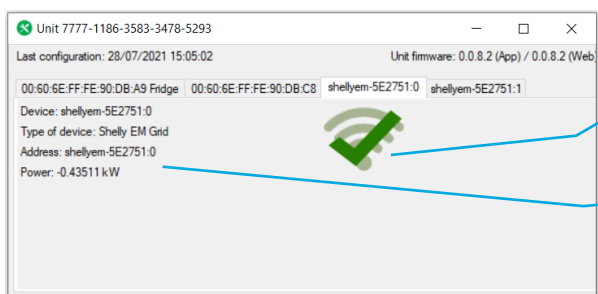 Unit 7777-1186-3583-3478-5293
Last configuration: 28/07/2021 15:05:02 Unit firmware: 0.0.8.2 (App) / 0.0.8.2 (Web)
00:60:6E:FF:FE:90:DB:A9 Fridge 00:60:6E:FF:FE:90:DB:C8 shellyem-5E2751:0 shellyem-5E2751:1
Device: shellyem-5E2751:0
Type of device: Shelly EM Grid
Address: shellyem-5E2751:0
Power: -0.43511 kW